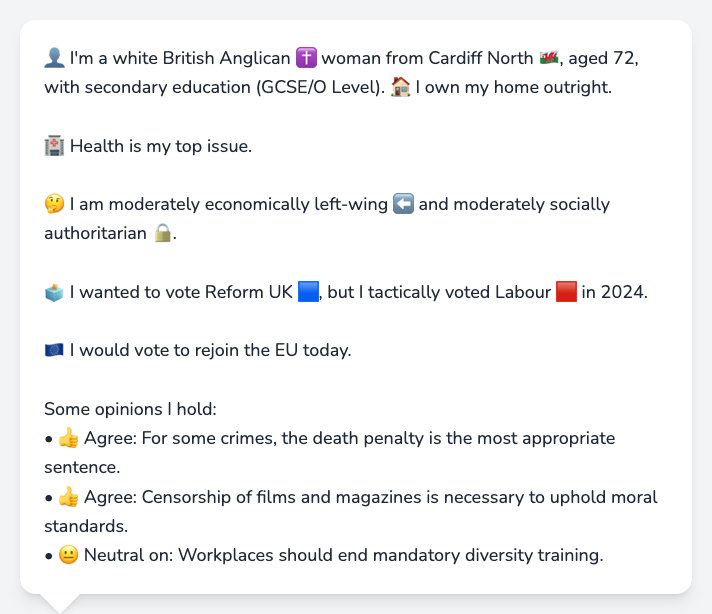 👤 I'm a white British Anglican ✝️ woman from Cardiff North 🏴󠁧󠁢󠁷󠁬󠁳󠁿, aged 72,
with secondary education (GCSE/O Level). 🏠 I own my home outright.
🏥 Health is my top issue.
🤔 I am moderately economically left-wing ⬅️ and moderately socially
authoritarian 🔒.
🗳️ I wanted to vote Reform UK 🟦, but I tactically voted Labour 🟥 in 2024.
🇪🇺 I would vote to rejoin the EU today.
Some opinions I hold:
• 👍 Agree: For some crimes, the death penalty is the most appropriate
sentence.
• 👍 Agree: Censorship of films and magazines is necessary to uphold moral
standards.
• 😐 Neutral on: Workplaces should end mandatory diversity training.